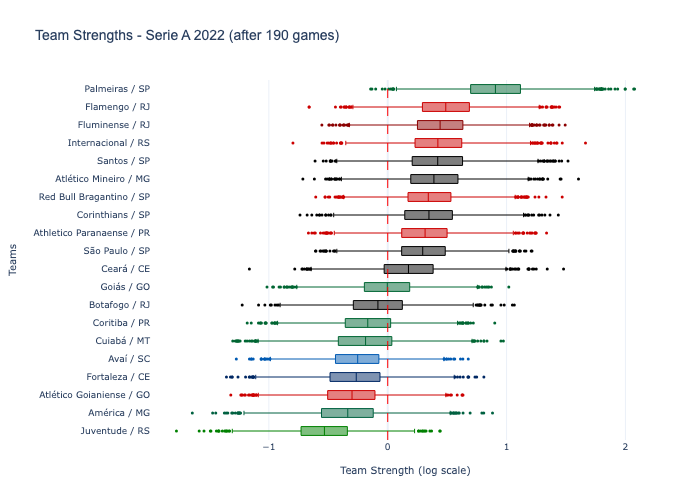 Team Strengths - Serie A 2022 (after 190 games)
Teams
Palmeiras / SP
Flamengo / RJ
Fluminense / RJ
Internacional / RS
Santos / SP
Atlético Mineiro / MG
Red Bull Bragantino / SP
Corinthians / SP
Athletico Paranaense / PR
São Paulo / SP
Ceará / CE
Goiás / GO
Botafogo / RJ
Coritiba / PR
Cuiabá / MT
Avaí / SC
Fortaleza / CE
Atlético Goianiense / GO
América / MG
Juventude / RS
−1 0 1 2
Team Strength (log scale)